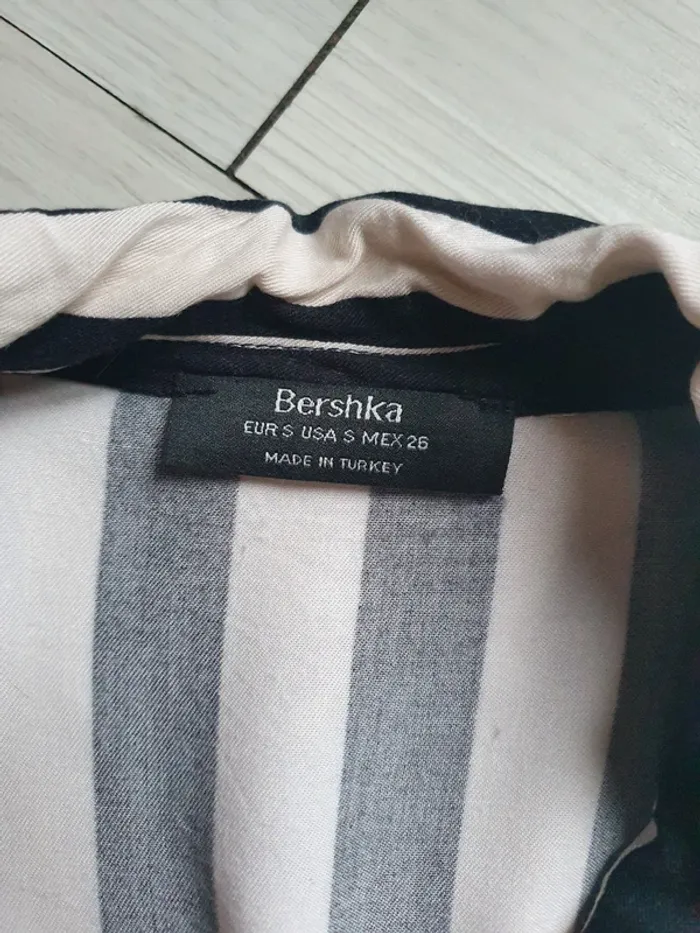 Bershka
EUR S USA S MEX 26
MADE IN TURKEY